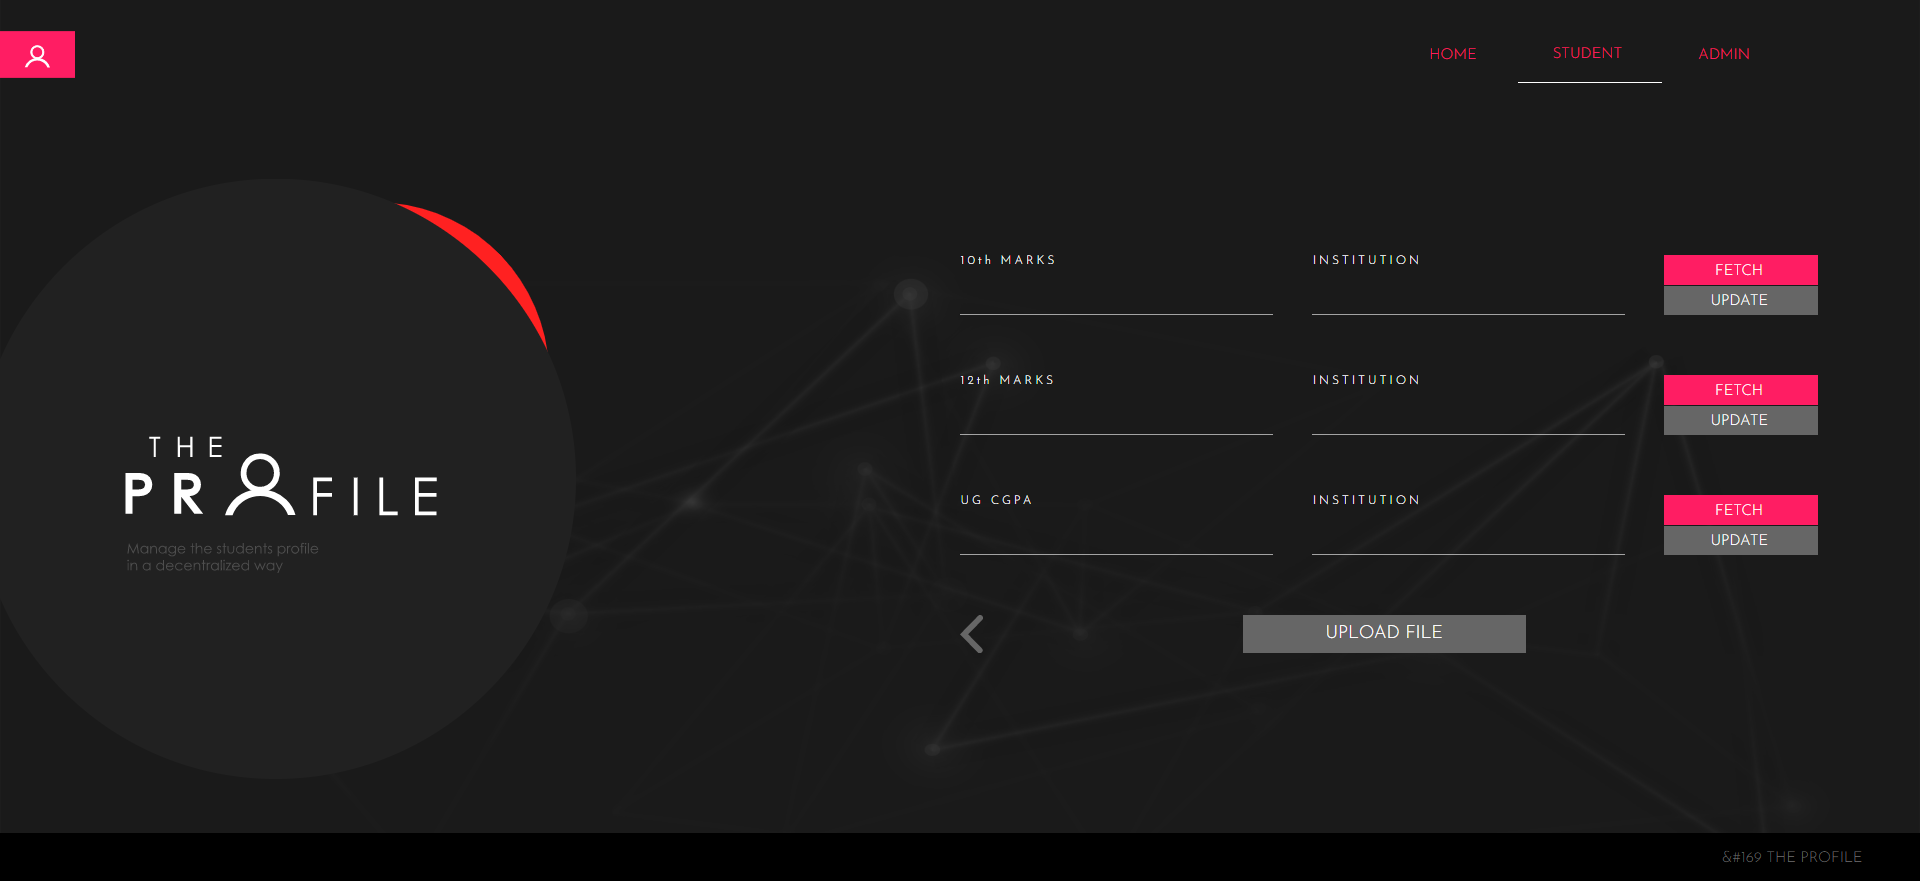 HOME STUDENT ADMIN
10th MARKS INSTITUTION FETCH
UPDATE
12th MARKS INSTITUTION FETCH
UPDATE
THE
PROFILE
UG CGPA INSTITUTION FETCH
UPDATE
Manage the students profile
in a decentralized way
UPLOAD FILE
&#169 THE PROFILE